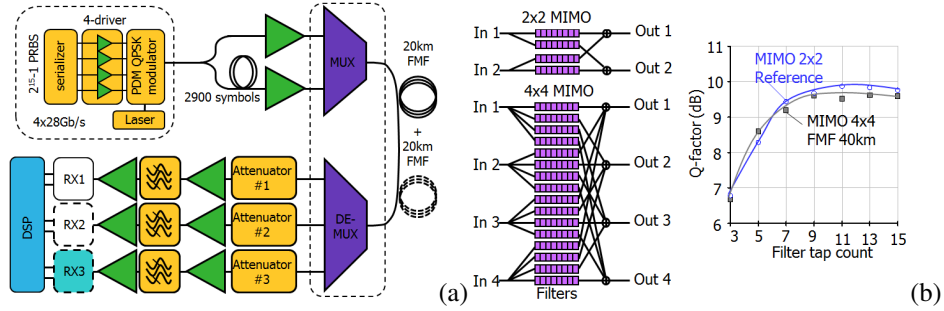 4-driver
2¹⁵-1 PRBS
serializer
PDM QPSK
modulator
Laser
4x28Gb/s
2900 symbols
MUX
20km
FMF
+
20km
FMF
DSP
RX1
RX2
RX3
Attenuator
#1
Attenuator
#2
Attenuator
#3
DE-
MUX
(a)
2x2 MIMO
In 1
In 2
Out 1
Out 2
4x4 MIMO
In 1
In 2
In 3
In 4
Out 1
Out 2
Out 3
Out 4
Filters
Q-factor (dB)
11
10
9
8
7
6
MIMO 2x2
Reference
MIMO 4x4
FMF 40km
3 5 7 9 11 13 15
Filter tap count
(b)